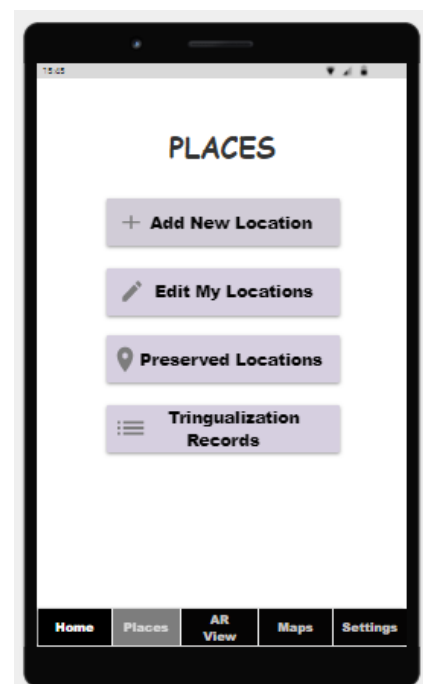 PLACES
Add New Location
Edit My Locations
Preserved Locations
Tringualization
Records
Home Places AR View Maps Settings